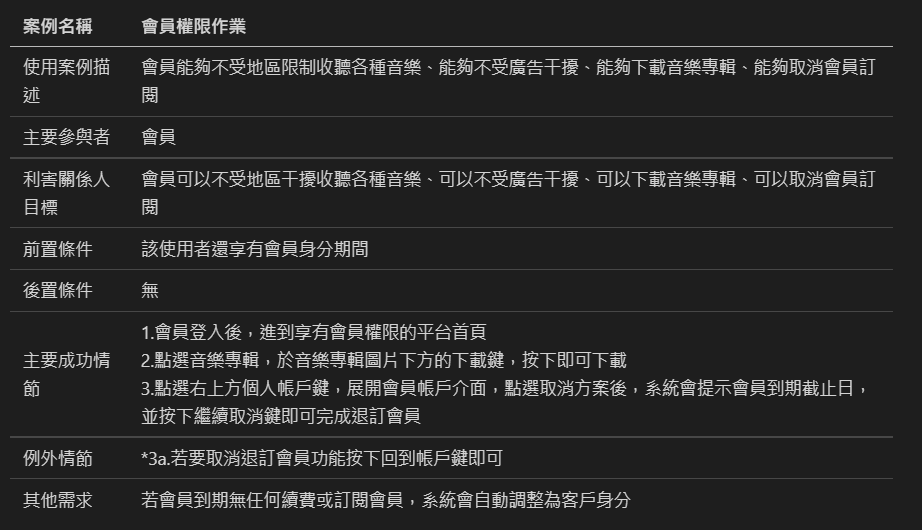 案例名稱 會員權限作業
使用案例描述 會員能夠不受地區限制收聽各種音樂、能夠不受廣告干擾、能夠下載音樂專輯、能夠取消會員訂閱
主要參與者 會員
利害關係人目標 會員可以不受地區干擾收聽各種音樂、可以不受廣告干擾、可以下載音樂專輯、可以取消會員訂閱
前置條件 該使用者還享有會員身分期間
後置條件 無
主要成功情節 1.會員登入後，進到享有會員權限的平台首頁
2.點選音樂專輯，於音樂專輯圖片下方的下載鍵，按下即可下載
3.點選右上方個人帳戶鍵，展開會員帳戶介面，點選取消方案後，系統會提示會員到期截止日，
並按下繼續取消鍵即可完成退訂會員
例外情節 *3a.若要取消退訂會員功能按下回到帳戶鍵即可
其他需求 若會員到期無任何續費或訂閱會員，系統會自動調整為客戶身分